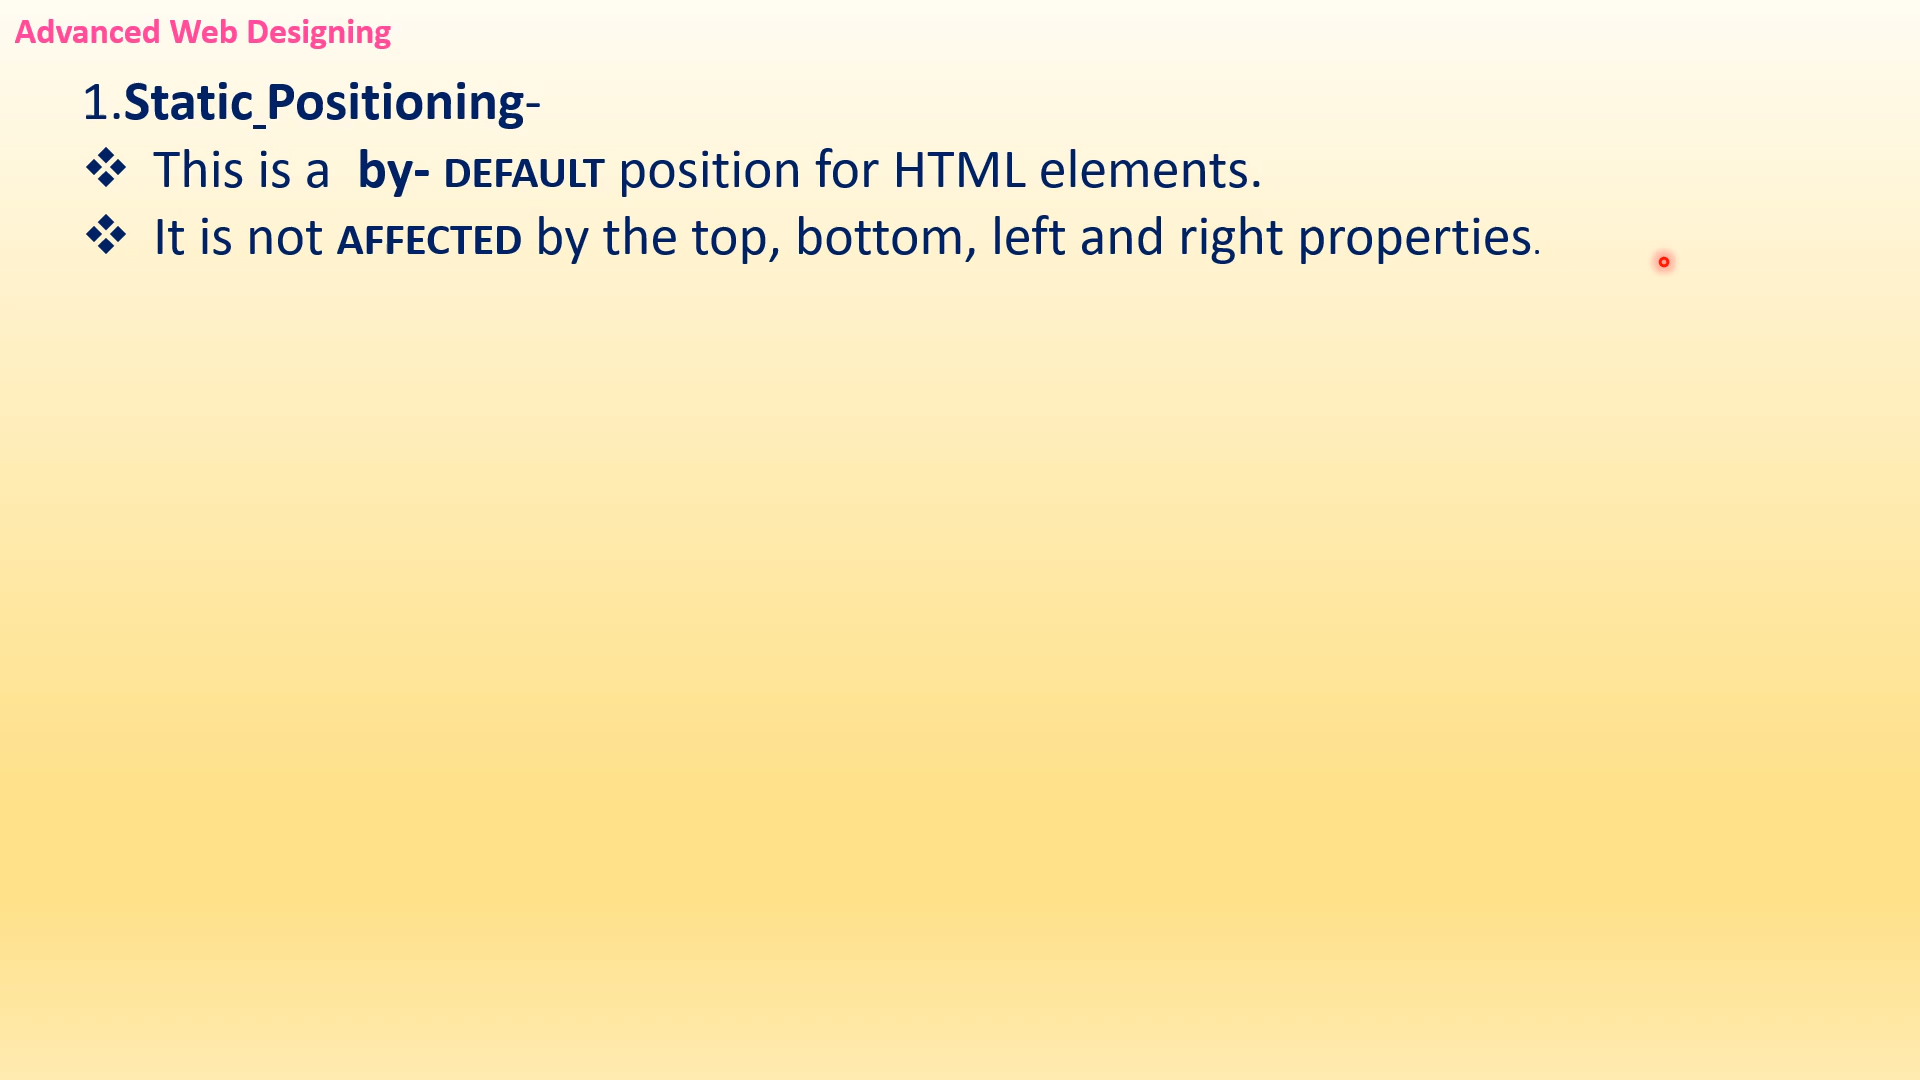 Advanced Web Designing
1.Static Positioning-
❖ This is a by- DEFAULT position for HTML elements.
❖ It is not AFFECTED by the top, bottom, left and right properties.